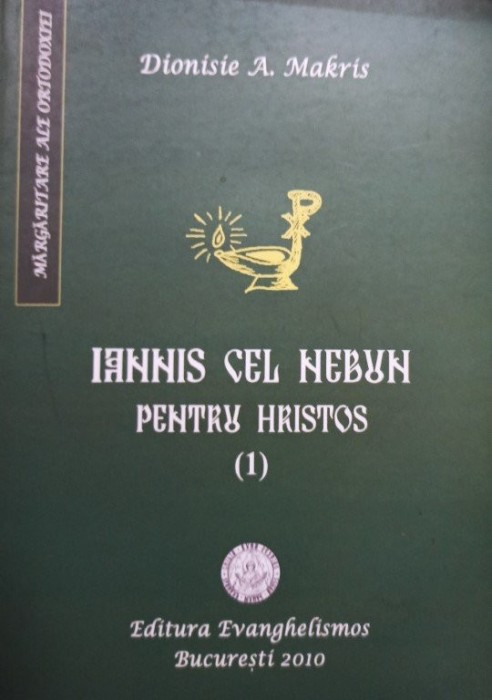 MĂRGĂRITARE ALE ORTODOXIEI
Dionisie A. Makris
IANNIS CEL NEBUN
PENTRU HRISTOS
(1)
Editura Evanghelismos
București 2010